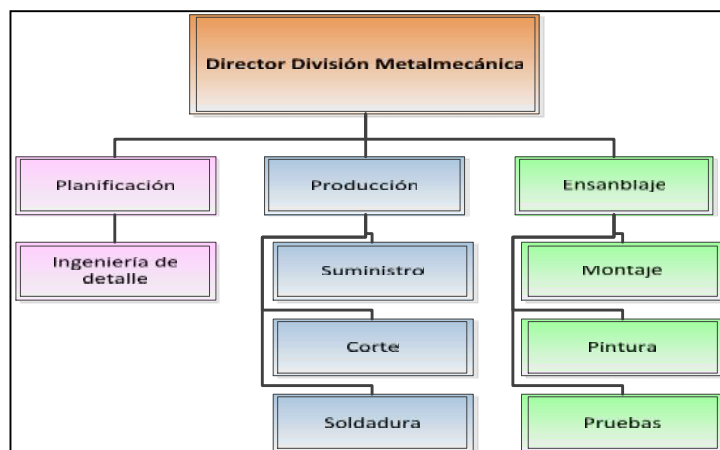 Director División Metalmecánica
Planificación
Producción
Ensanblaje
Ingeniería de
detalle
Suministro
Montaje
Corte
Pintura
Soldadura
Pruebas